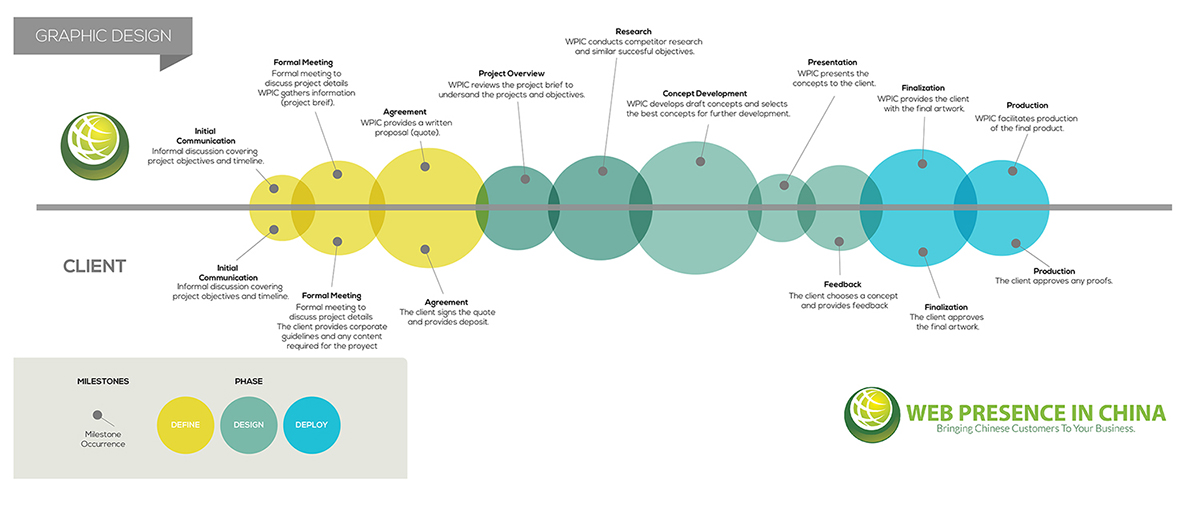 GRAPHIC DESIGN
Initial
Communication
Informal discussion covering
project objectives and timeline.
Formal Meeting
Formal meeting to
discuss project details
WPIC gathers information
(project breif).
Agreement
WPIC provides a written
proposal (quote).
Project Overview
WPIC reviews the project brief to
undersand the projects and objectives.
Research
WPIC conducts competitor research
and similar succesful objectives.
Concept Development
WPIC develops draft concepts and selects
the best concepts for further development.
Presentation
WPIC presents the
concepts to the client.
Finalization
WPIC provides the client
with the final artwork.
Production
WPIC facilitates production
of the final product.
CLIENT
Initial
Communication
Informal discussion covering
project objectives and timeline.
Formal Meeting
Formal meeting to
discuss project details
The client provides corporate
guidelines and any content
required for the proyect
Agreement
The client signs the quote
and provides deposit.
Feedback
The client chooses a concept
and provides feedback
Finalization
The client approves
the final artwork.
Production
The client approves any proofs.
MILESTONES
Milestone
Occurrence
PHASE
DEFINE
DESIGN
DEPLOY
WEB PRESENCE IN CHINA
Bringing Chinese Customers To Your Business.